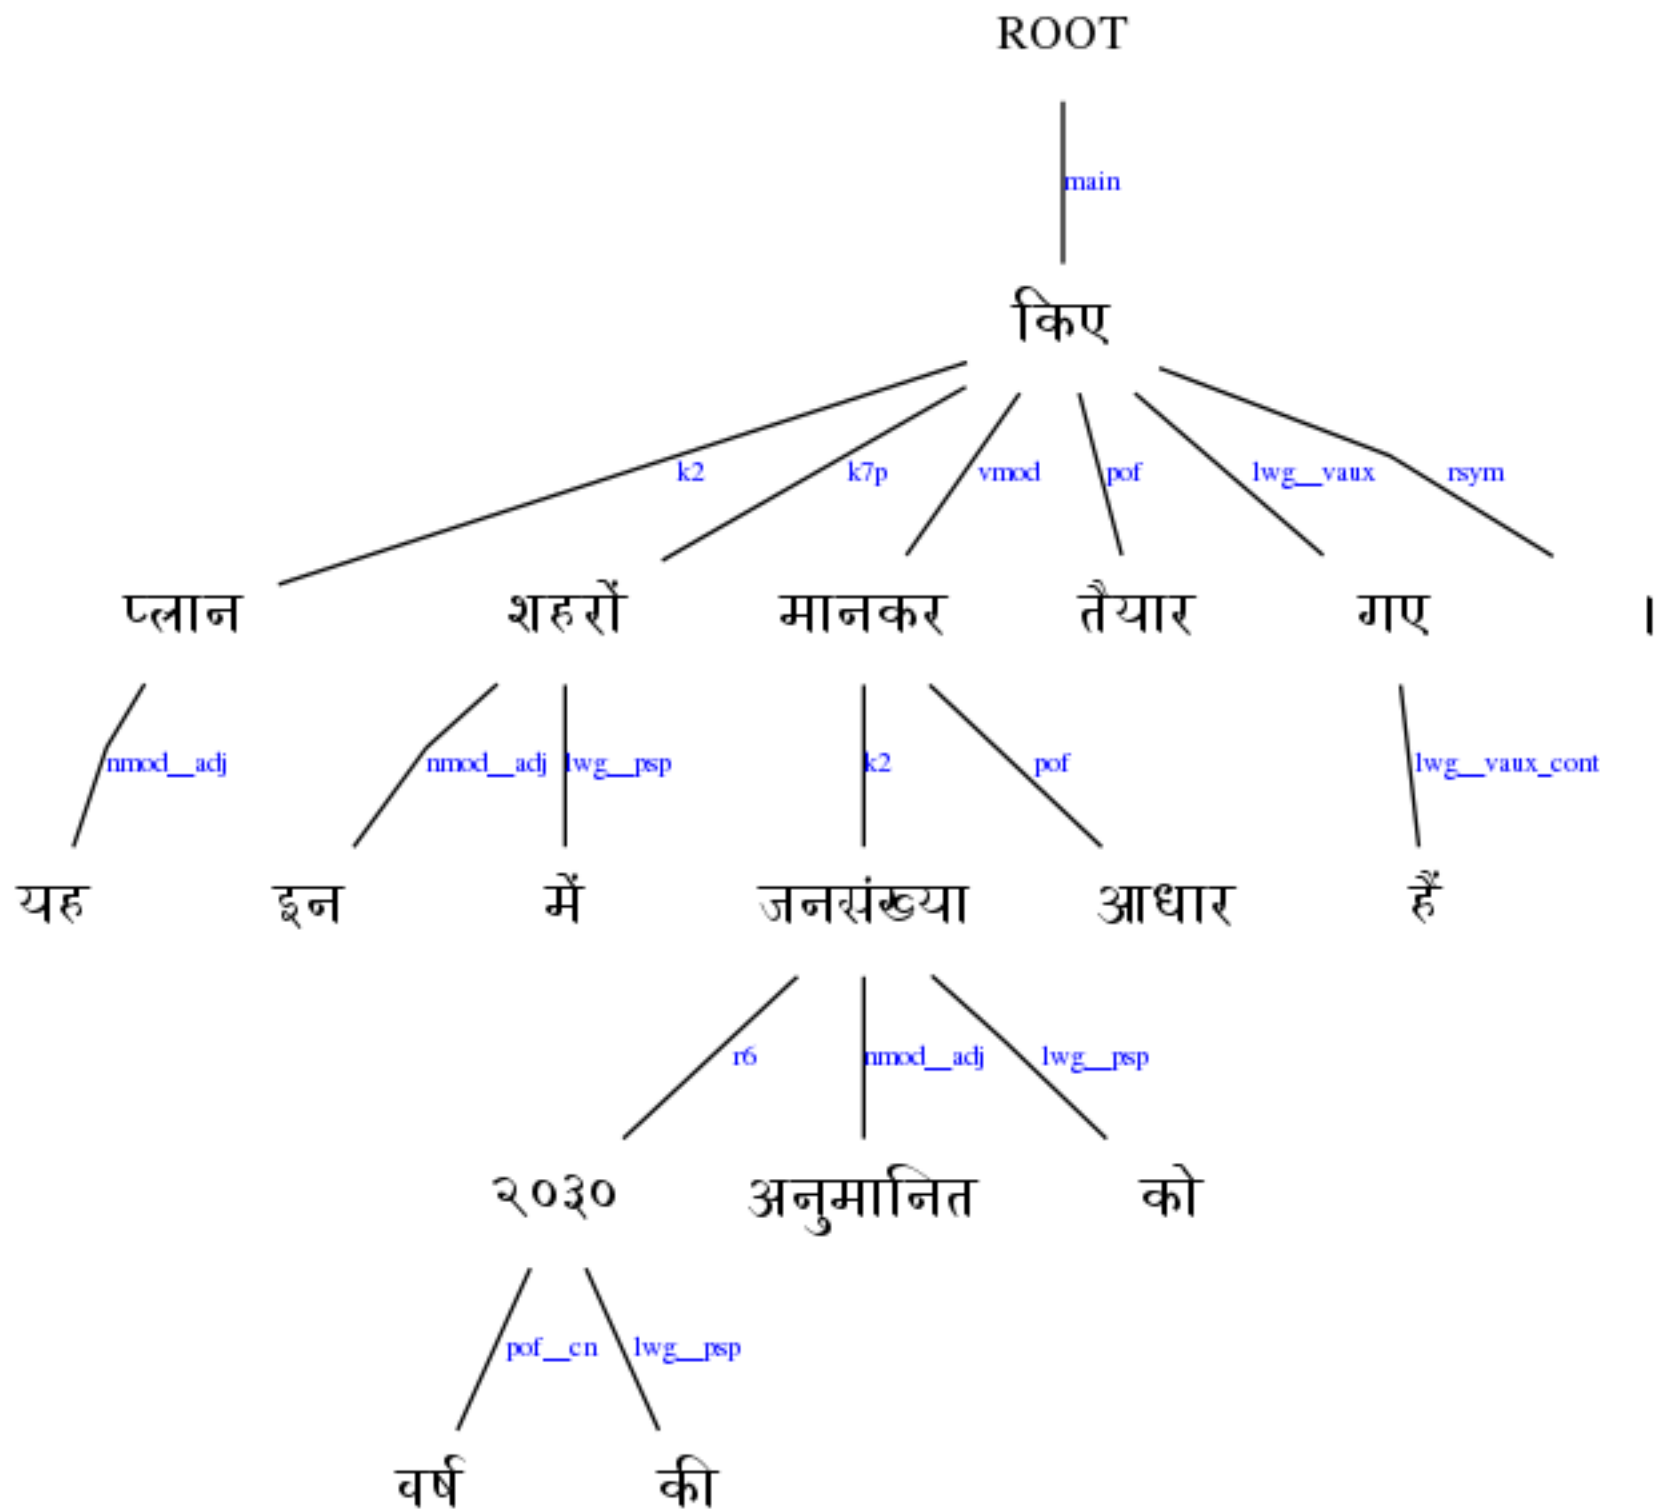 ROOT
main
किए
k2 k7p vmod pof lwg__vaux rsym
प्लान शहरों मानकर तैयार गए ।
nmod__adj nmod__adj lwg__psp k2 pof lwg__vaux_cont
यह इन में जनसंख्या आधार हैं
r6 nmod__adj lwg__psp
२०३० अनुमानित को
pof__cn lwg__psp
वर्ष की